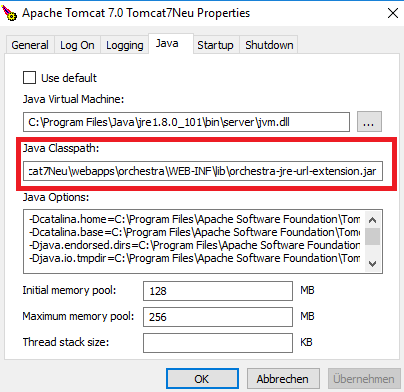 Apache Tomcat 7.0 Tomcat7Neu Properties
General Log On Logging Java Startup Shutdown
Use default
Java Virtual Machine:
C:\Program Files\Java\jre1.8.0_101\bin\server\jvm.dll ...
Java Classpath:
cat7Neu\webapps\orchestra\WEB-INF\lib\orchestra-jre-url-extension.jar
Java Options:
-Dcatalina.home=C:\Program Files\Apache Software Foundation\Tom
-Dcatalina.base=C:\Program Files\Apache Software Foundation\Tom
-Djava.endorsed.dirs=C:\Program Files\Apache Software Foundation
-Djava.io.tmpdir=C:\Program Files\Apache Software Foundation\Tom
Initial memory pool: 128 MB
Maximum memory pool: 256 MB
Thread stack size: KB
OK Abbrechen Übernehmen